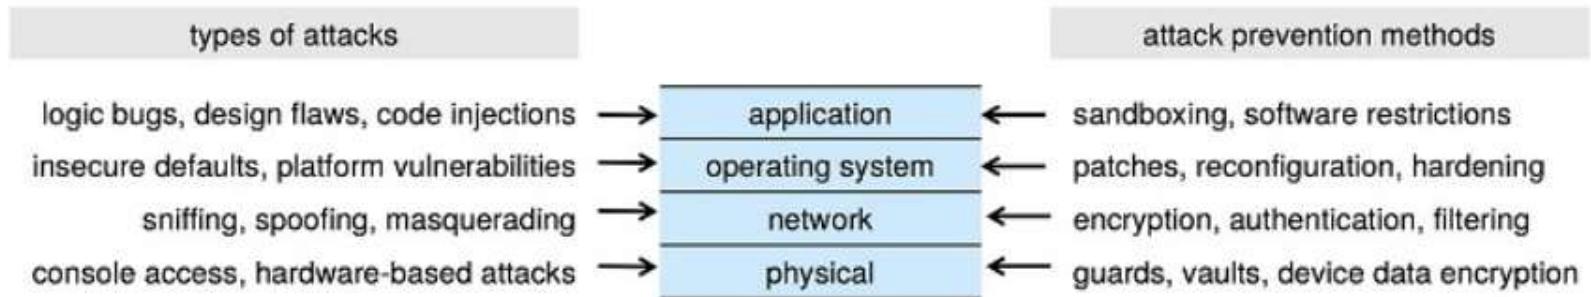 types of attacks
attack prevention methods
logic bugs, design flaws, code injections
application
sandboxing, software restrictions
insecure defaults, platform vulnerabilities
operating system
patches, reconfiguration, hardening
sniffing, spoofing, masquerading
network
encryption, authentication, filtering
console access, hardware-based attacks
physical
guards, vaults, device data encryption